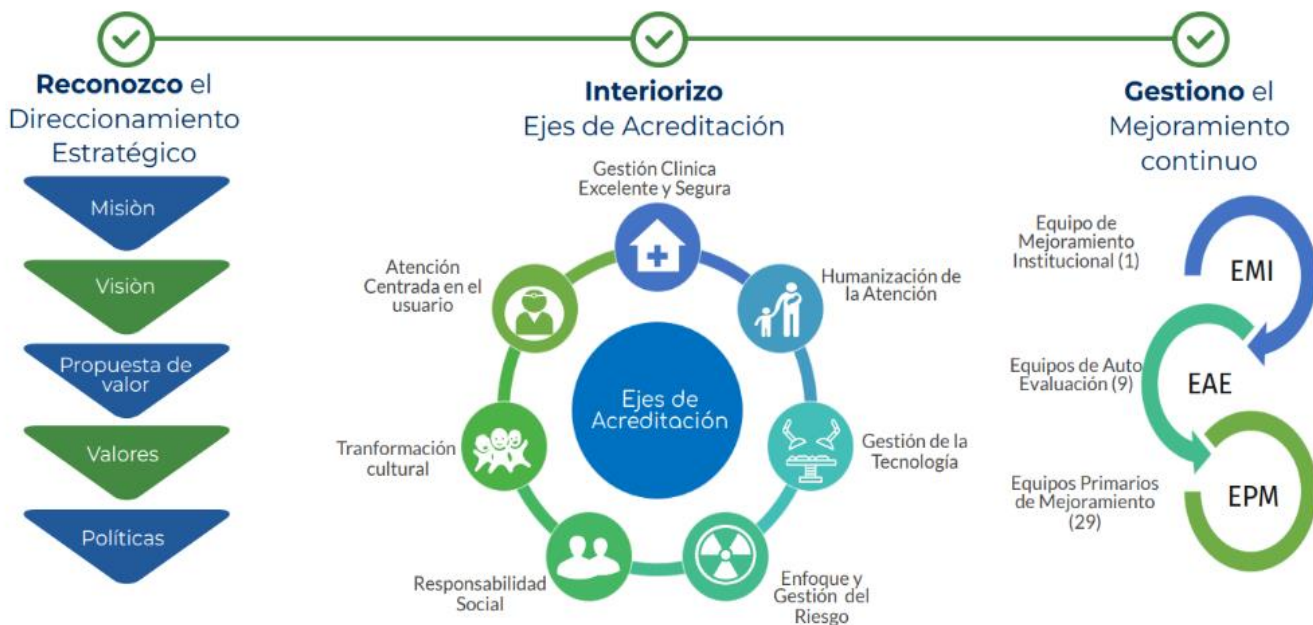 Reconozco el
Direccionamiento
Estratégico
Misiòn
Visiòn
Propuesta de
valor
Valores
Políticas
Interiorizo
Ejes de Acreditación
Gestión Clinica
Excelente y Segura
Humanización de
la Atención
Gestión de la
Tecnología
Enfoque y
Gestión del
Riesgo
Responsabilidad
Social
Tranformación
cultural
Atención
Centrada en el
usuario
Ejes de
Acreditación
Gestiono el
Mejoramiento
continuo
Equipo de
Mejoramiento
Institucional (1)
EMI
Equipos de Auto
Evaluación (9)
EAE
Equipos Primarios
de Mejoramiento
(29)
EPM